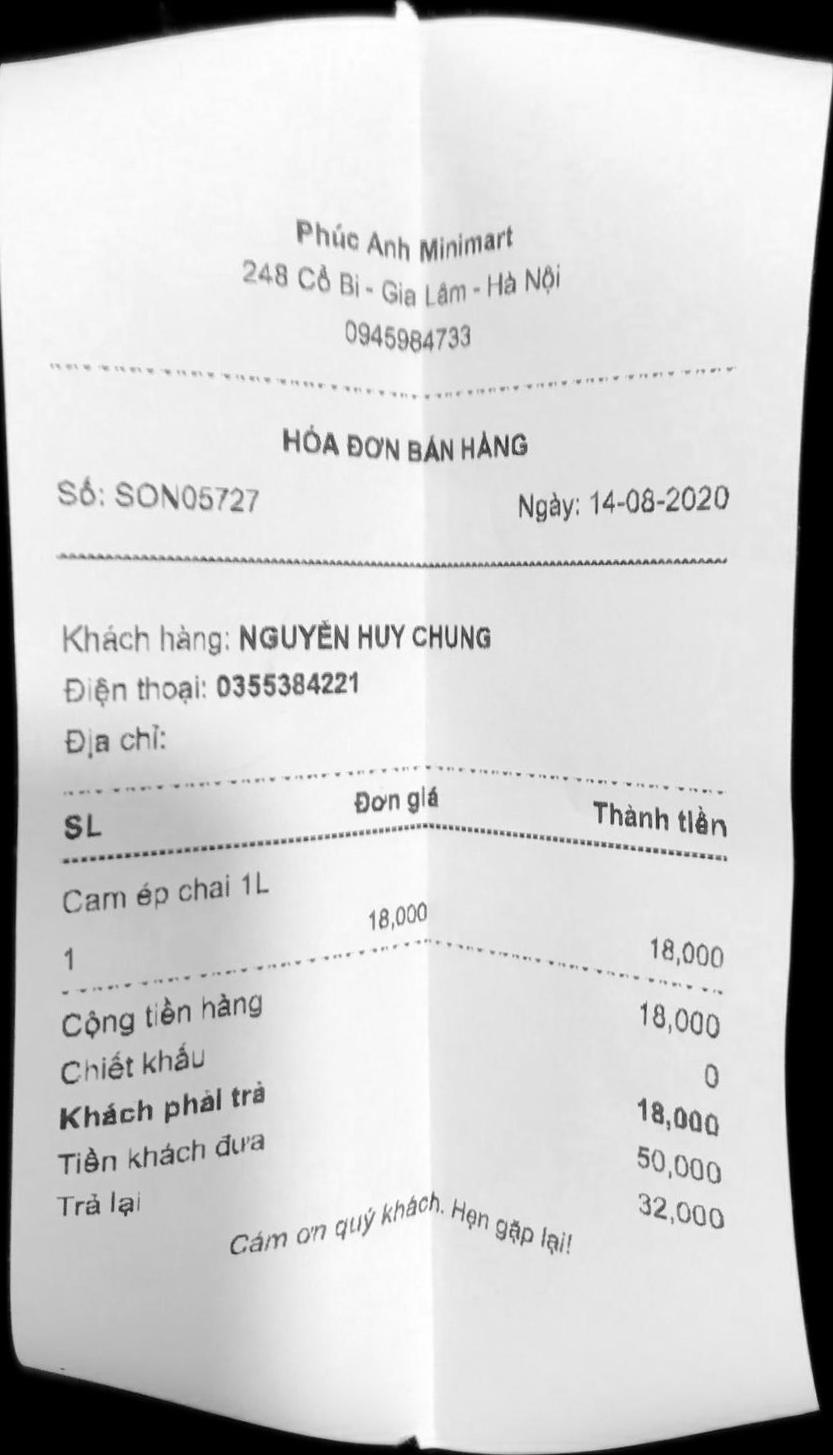 Phúc Anh Minimart
248 Cổ Bi - Gia Lâm - Hà Nội
0945984733
HÓA ĐƠN BÁN HÀNG
Số: SON05727 Ngày: 14-08-2020
Khách hàng: NGUYỄN HUY CHUNG
Điện thoại: 0355384221
Địa chỉ:
SL Đơn giá Thành tiền
Cam ép chai 1L
1 18,000 18,000
Cộng tiền hàng 18,000
Chiết khấu 0
Khách phải trả 18,000
Tiền khách đưa 50,000
Trả lại 32,000
Cám ơn quý khách. Hẹn gặp lại!